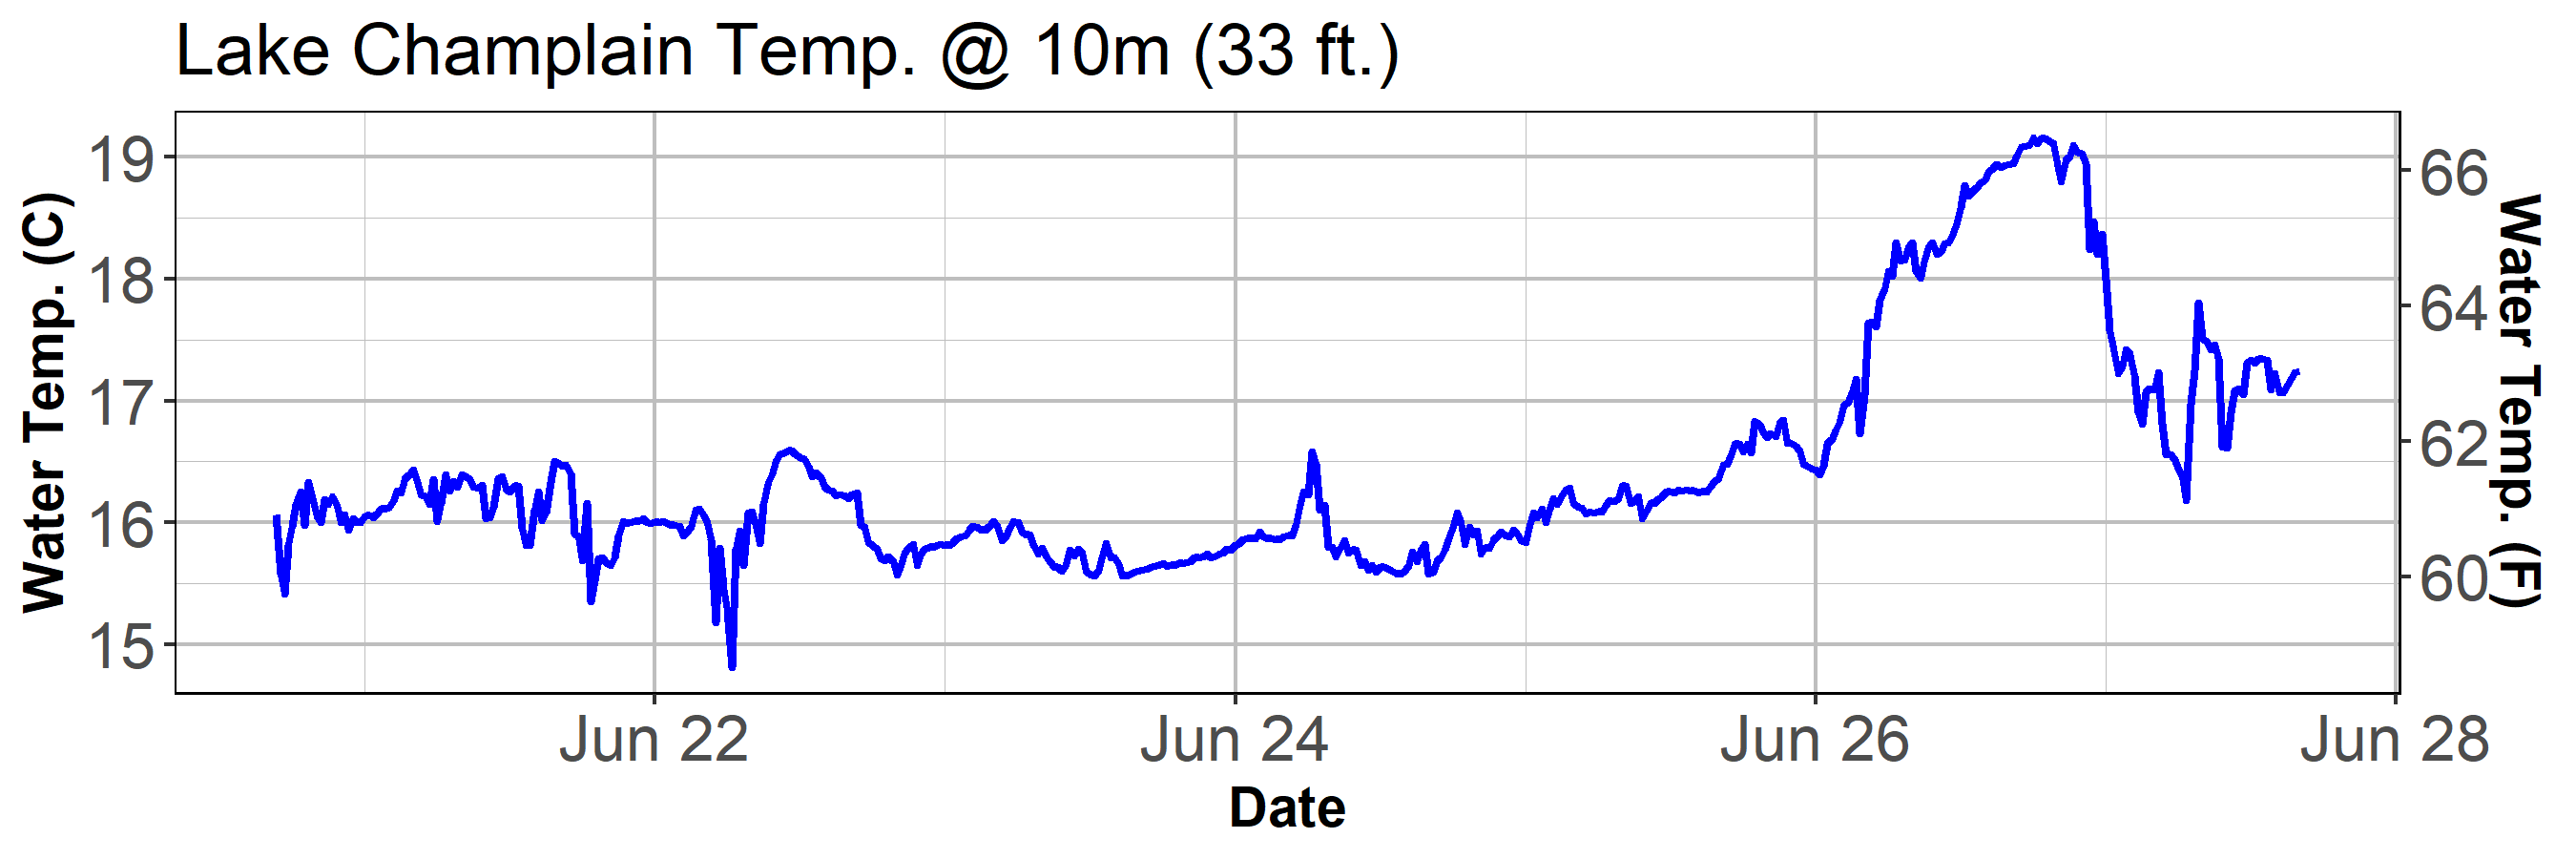 Lake Champlain Temp. @ 10m (33 ft.)
Water Temp. (C)
19
18
17
16
15
66
64
62
60
Water Temp. (F)
Jun 22 Jun 24 Jun 26 Jun 28
Date